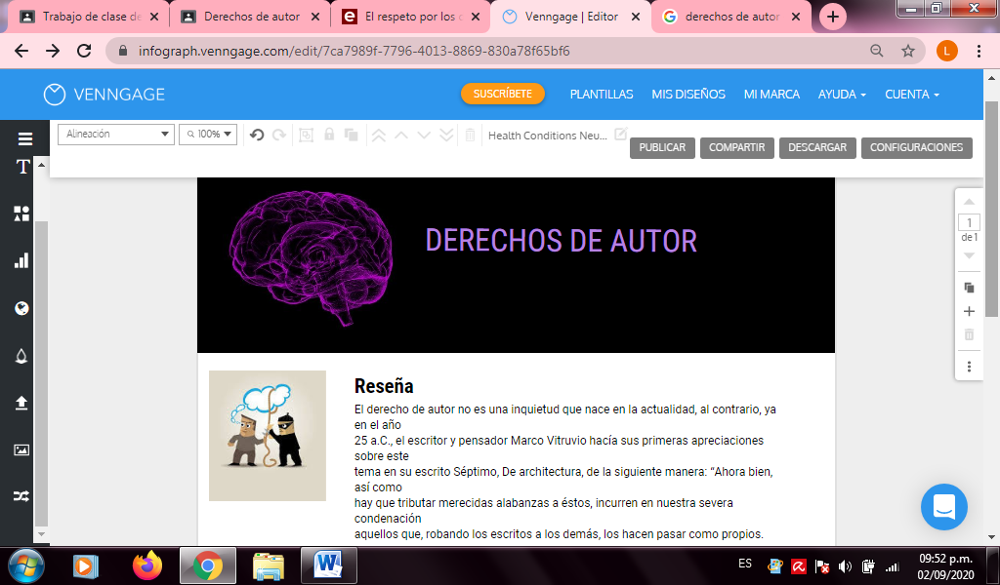 Trabajo de clase de
Derechos de autor
El respeto por los
Venngage | Editor
derechos de autor
infograph.venngage.com/edit/7ca7989f-7796-4013-8869-830a78f65bf6
L
VENNGAGE
SUSCRÍBETE
PLANTILLAS
MIS DISEÑOS
MI MARCA
AYUDA
CUENTA
Alineación
100%
Health Conditions Neu...
PUBLICAR
COMPARTIR
DESCARGAR
CONFIGURACIONES
T
1
de 1
DERECHOS DE AUTOR
Reseña
El derecho de autor no es una inquietud que nace en la actualidad, al contrario, ya
en el año
25 a.C., el escritor y pensador Marco Vitruvio hacía sus primeras apreciaciones
sobre este
tema en su escrito Séptimo, De architectura, de la siguiente manera: “Ahora bien,
así como
hay que tributar merecidas alabanzas a éstos, incurren en nuestra severa
condenación
aquellos que, robando los escritos a los demás, los hacen pasar como propios.
ES
09:52 p.m.
02/09/2020